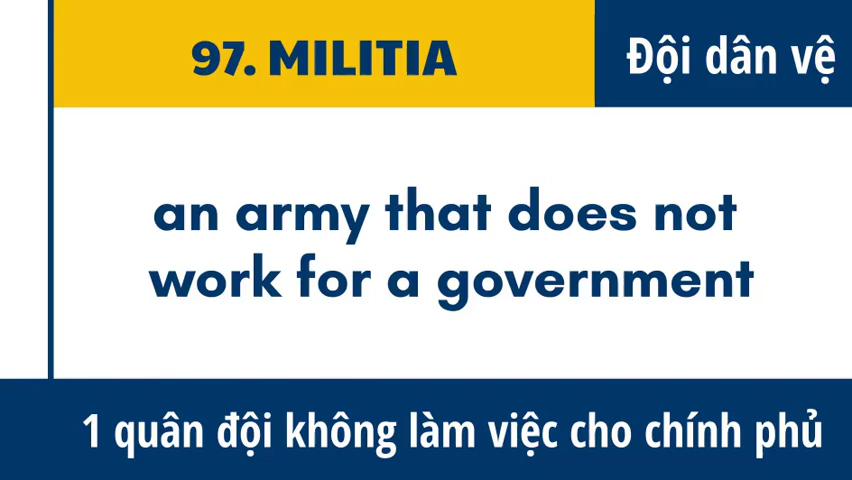 97. MILITIA
Đội dân vệ
an army that does not
work for a government
1 quân đội không làm việc cho chính phủ